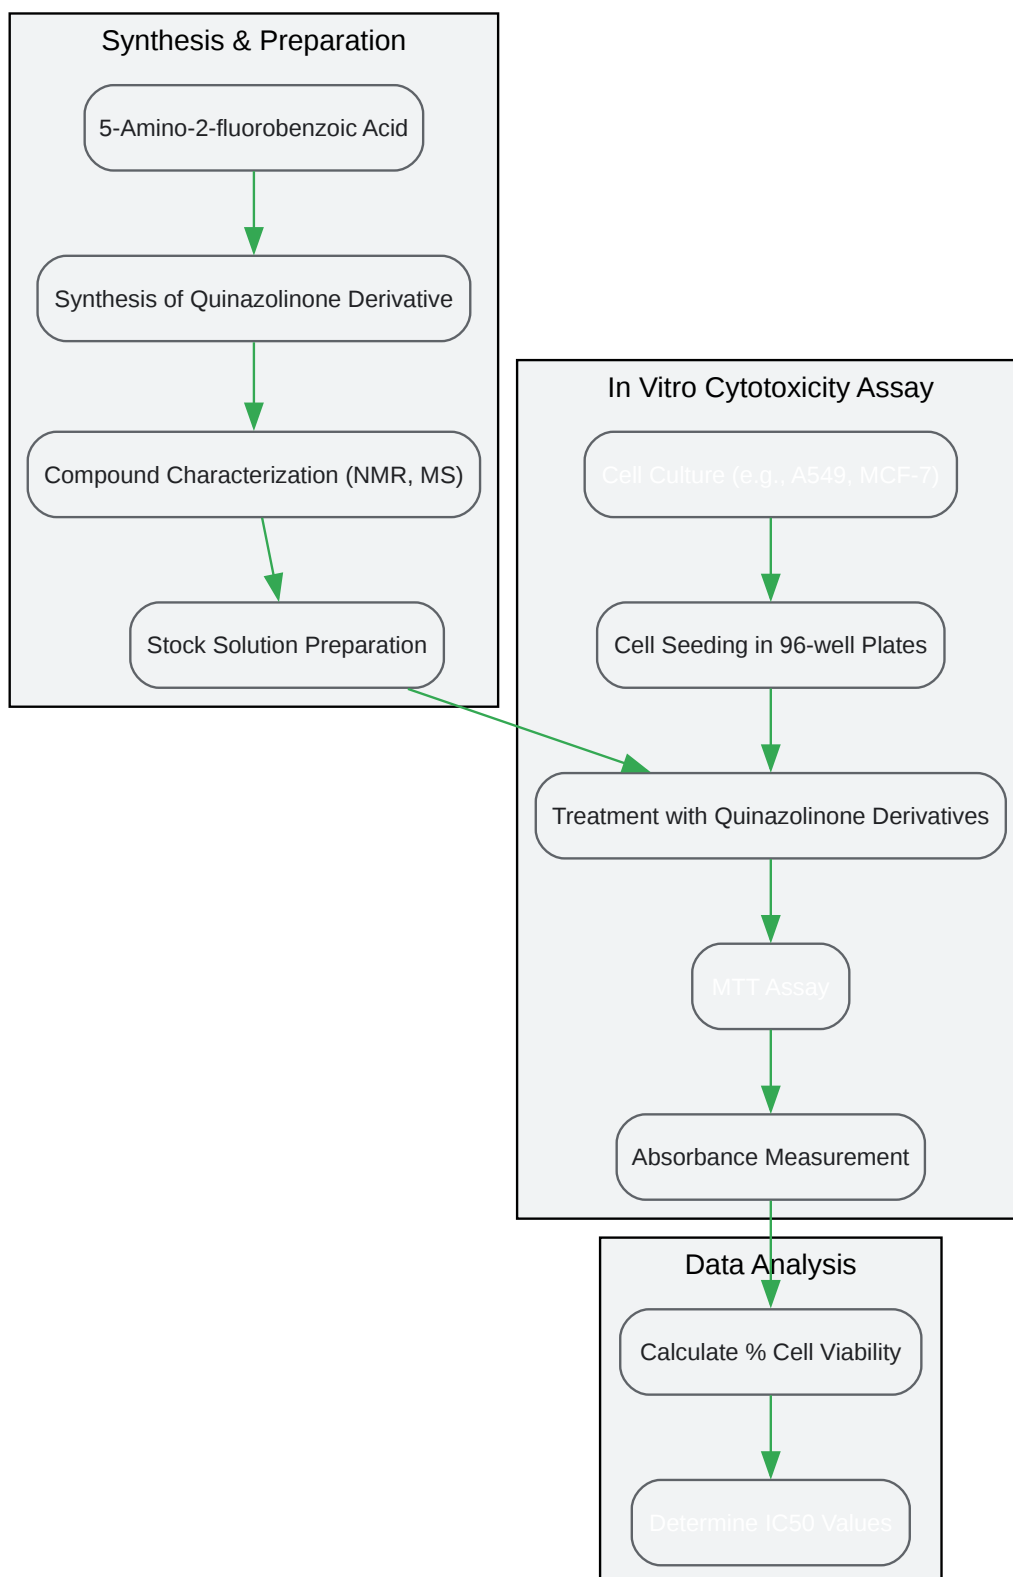 Synthesis & Preparation
5-Amino-2-fluorobenzoic Acid
Synthesis of Quinazolinone Derivative
Compound Characterization (NMR, MS)
Stock Solution Preparation
In Vitro Cytotoxicity Assay
Cell Culture (e.g., A549, MCF-7)
Cell Seeding in 96-well Plates
Treatment with Quinazolinone Derivatives
MTT Assay
Absorbance Measurement
Data Analysis
Calculate % Cell Viability
Determine IC50 Values